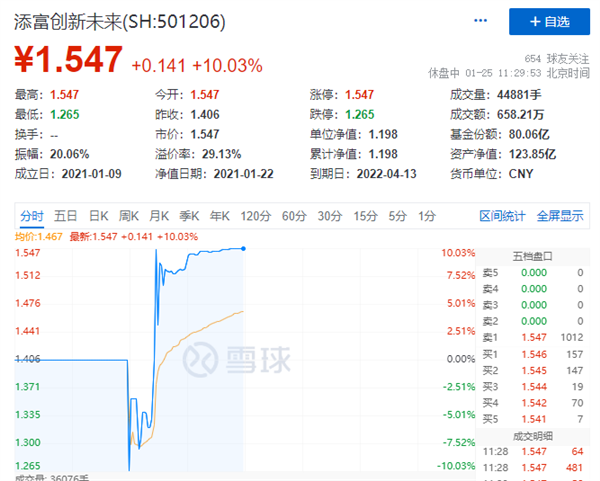 添富创新未来(SH:501206)
··· +自选
¥1.547 +0.141 +10.03%
654 球友关注
休盘中 01-25 11:29:53 北京时间
最高：1.547 今开：1.547 涨停：1.547 成交量：44881手
最低：1.265 昨收：1.406 跌停：1.265 成交额：658.21万
换手：-- 市价：1.547 单位净值：1.198 基金份额：80.06亿
振幅：20.06% 溢价率：29.13% 累计净值：1.198 资产净值：123.85亿
成立日：2021-01-09 净值日期：2021-01-22 到期日：2022-04-13 货币单位：CNY
分时 五日 日K 周K 月K 季K 年K 120分 60分 30分 15分 5分 1分 区间统计 全屏显示
均价:1.467 最新:1.547 +0.141 +10.03%
1.547 10.03%
1.512 7.52%
1.476 5.01%
1.441 2.51%
1.406 0.00%
1.371 -2.51%
1.335 -5.01%
1.300 -7.52%
1.265 -10.03%
雪球
成交量: 36076手
五档盘口
卖5 0.000 0
卖4 0.000 0
卖3 0.000 0
卖2 0.000 0
卖1 1.547 1012
买1 1.546 157
买2 1.545 147
买3 1.544 19
买4 1.542 70
买5 1.541 7
成交明细
11:28 1.547 64
11:28 1.547 481